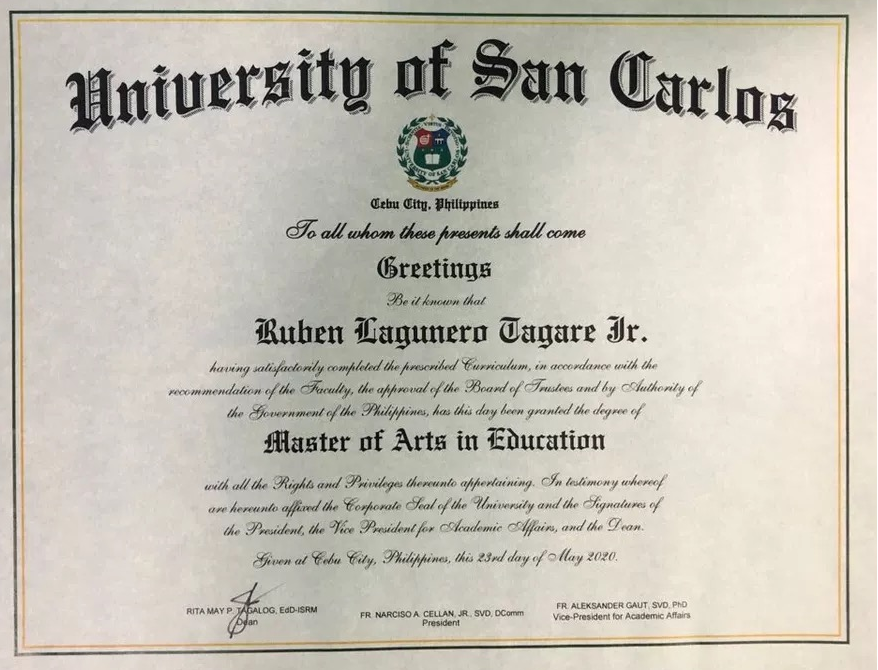 University of San Carlos
UNIVERSITY OF SAN CARLOS
Cebu City, Philippines
To all whom these presents shall come
Greetings
Be it known that
Ruben Lagunero Tagare Jr.
having satisfactorily completed the prescribed Curriculum, in accordance with the
recommendation of the Faculty, the approval of the Board of Trustees and by Authority of
the Government of the Philippines, has this day been granted the degree of
Master of Arts in Education
with all the Rights and Privileges thereunto appertaining. In testimony whereof
are hereunto affixed the Corporate Seal of the University and the Signatures of
the President, the Vice President for Academic Affairs, and the Dean.
Given at Cebu City, Philippines, this 23rd day of May 2020.
RITA MAY P. TAGALOG, EdD-ISRM
Dean
FR. NARCISO A. CELLAN, JR., SVD, DComm
President
FR. ALEKSANDER GAUT, SVD, PhD
Vice-President for Academic Affairs